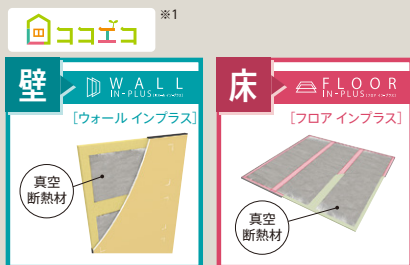 ココエコ ※1
壁 WALL
IN-PLUS
[ウォール インプラス]
真空
断熱材
床 FLOOR
IN-PLUS
[フロア インプラス]
真空
断熱材